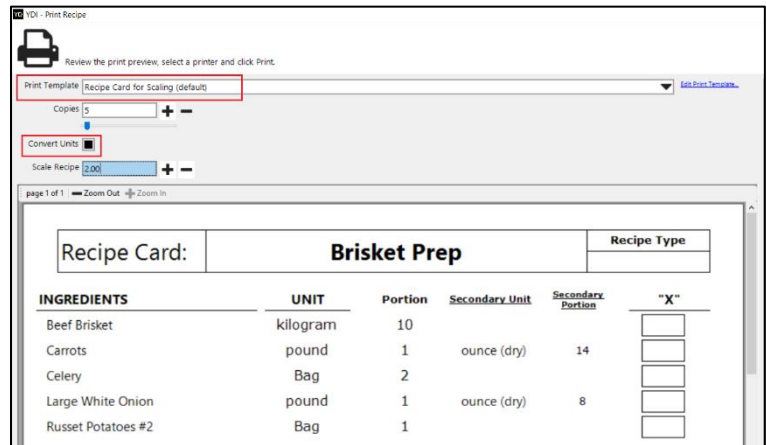 YD YDI - Print Recipe
Review the print preview, select a printer and click Print.
Print Template Recipe Card for Scaling (default) Edit Print Template...
Copies 5
Convert Units
Scale Recipe 2.00
page 1 of 1 Zoom Out Zoom In
Recipe Card: Brisket Prep Recipe Type
INGREDIENTS UNIT Portion Secondary Unit Secondary Portion "X"
Beef Brisket kilogram 10
Carrots pound 1 ounce (dry) 14
Celery Bag 2
Large White Onion pound 1 ounce (dry) 8
Russet Potatoes #2 Bag 1